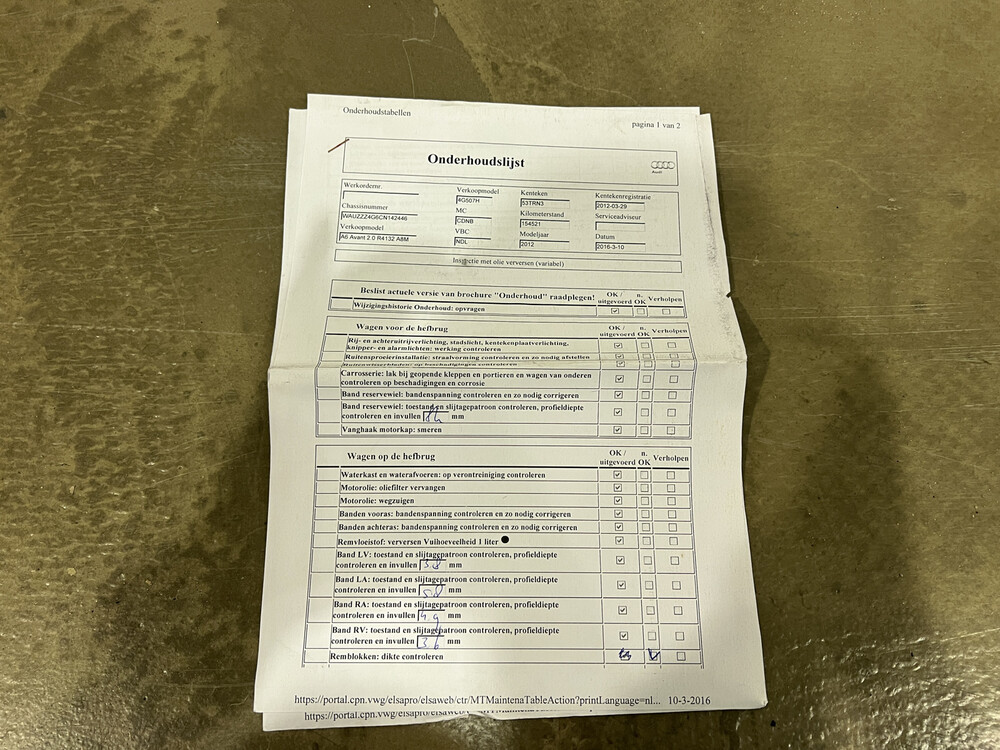 Onderhoudstabellen
pagina 1 van 2
Onderhoudslijst
Audi
Werkordernr.
Verkoopmodel
4G507H
Kenteken
53TRN3
Kentekenregistratie
2012-03-29
Chassisnummer
WAUZZZ4G6CN142446
MC
CDNB
Kilometerstand
154521
Serviceadviseur
Verkoopmodel
A6 Avant 2.0 R4132 A8M
VBC
NDL
Modeljaar
2012
Datum
2016-3-10
Inspectie met olie verversen (variabel)
Beslist actuele versie van brochure "Onderhoud" raadplegen!
OK / uitgevoerd
n. OK
Verholpen
Wijzigingshistorie Onderhoud: opvragen
Wagen voor de hefbrug
OK / uitgevoerd
n. OK
Verholpen
Rij- en achteruitrijverlichting, stadslicht, kentekenplaatverlichting,
knipper- en alarmlichten: werking controleren
Ruitensproeierinstallatie: straalvorming controleren en zo nodig afstellen
Carrosserie: lak bij geopende kleppen en portieren en wagen van onderen
controleren op beschadigingen en corrosie
Band reservewiel: bandenspanning controleren en zo nodig corrigeren
Band reservewiel: toestand en slijtagepatroon controleren, profieldiepte
controleren en invullen mm
Vanghaak motorkap: smeren
Wagen op de hefbrug
OK / uitgevoerd
n. OK
Verholpen
Waterkast en waterafvoeren: op verontreiniging controleren
Motorolie: oliefilter vervangen
Motorolie: wegzuigen
Banden vooras: bandenspanning controleren en zo nodig corrigeren
Banden achteras: bandenspanning controleren en zo nodig corrigeren
Remvloeistof: verversen Vulhoeveelheid 1 liter
Band LV: toestand en slijtagepatroon controleren, profieldiepte
controleren en invullen 3.8 mm
Band LA: toestand en slijtagepatroon controleren, profieldiepte
controleren en invullen mm
Band RA: toestand en slijtagepatroon controleren, profieldiepte
controleren en invullen mm
Band RV: toestand en slijtagepatroon controleren, profieldiepte
controleren en invullen 3 6 mm
Remblokken: dikte controleren
https://portal.cpn.vwg/elsapro/elsaweb/ctr/MTMaintenaTableAction?printLanguage=nl... 10-3-2016